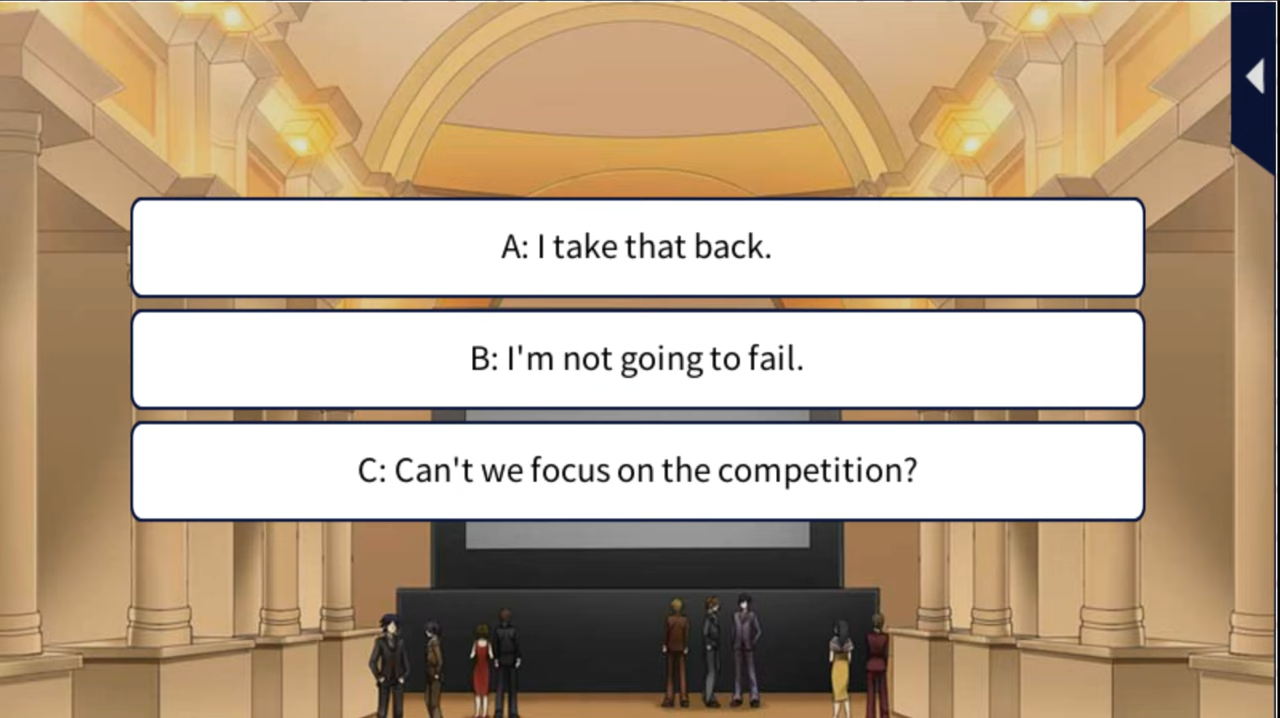 A: I take that back.
B: I'm not going to fail.
C: Can't we focus on the competition?